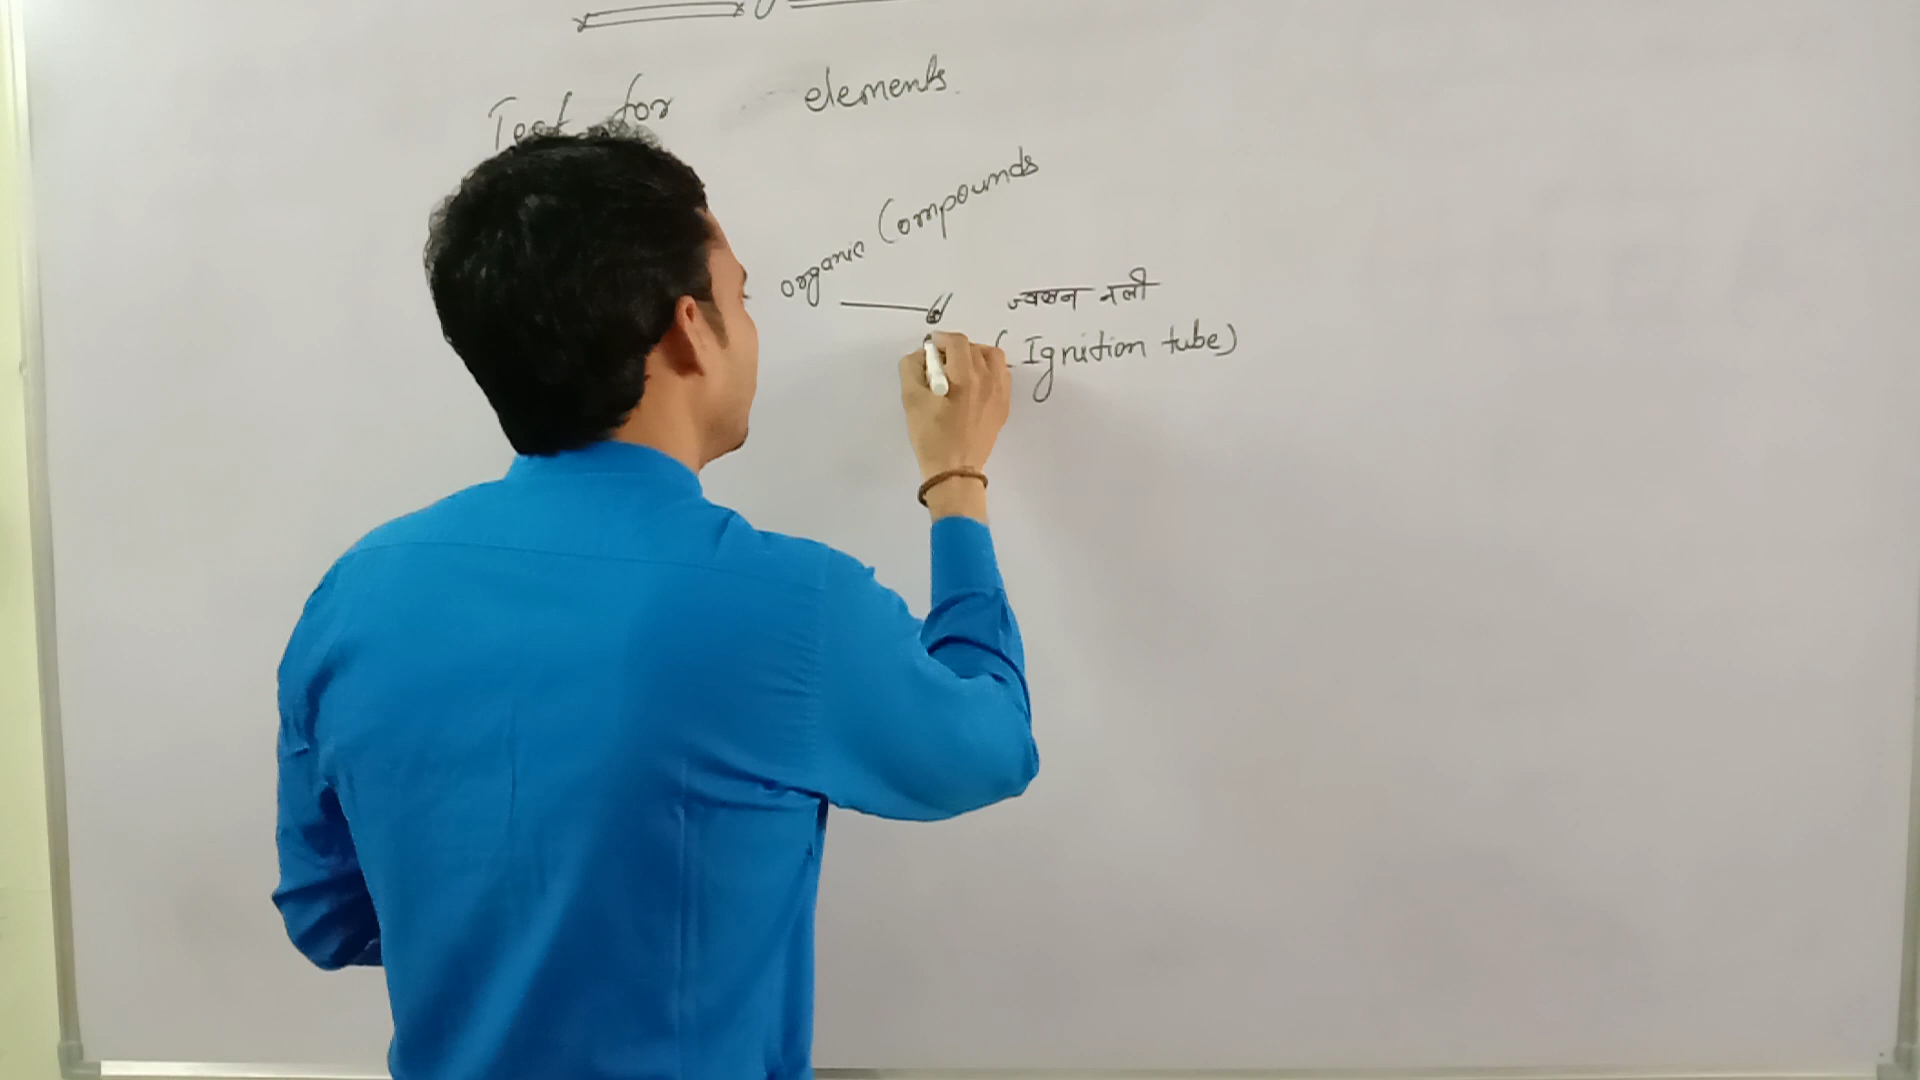 Test for elements.
organic Compounds
ज्वलन नली
(Ignition tube)